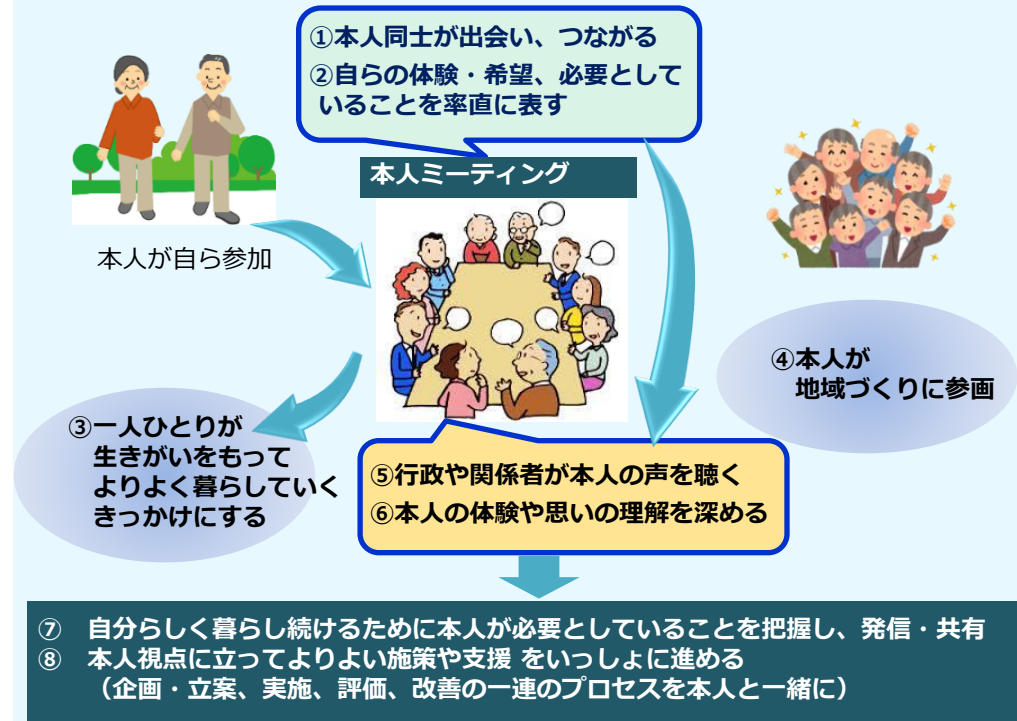 ①本人同士が出会い、つながる
②自らの体験・希望、必要として
いることを率直に表す
本人ミーティング
本人が自ら参加
③一人ひとりが
生きがいをもって
よりよく暮らしていく
きっかけにする
④本人が
地域づくりに参画
⑤行政や関係者が本人の声を聴く
⑥本人の体験や思いの理解を深める
⑦ 自分らしく暮らし続けるために本人が必要としていることを把握し、発信・共有
⑧ 本人視点に立ってよりよい施策や支援 をいっしょに進める
（企画・立案、実施、評価、改善の一連のプロセスを本人と一緒に）